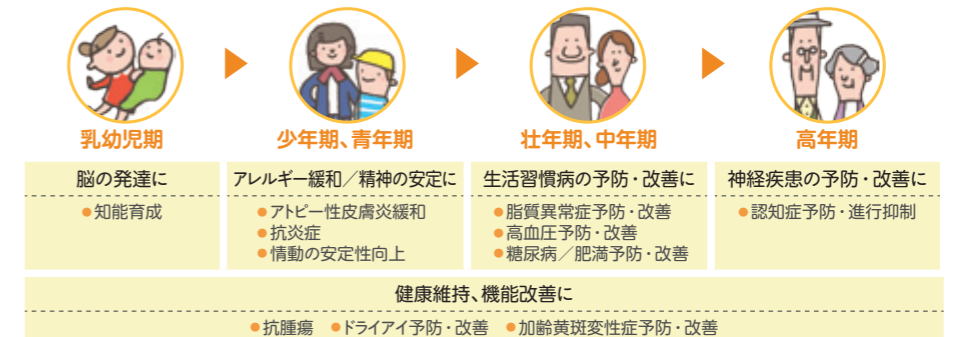 乳幼児期
少年期、青年期
壮年期、中年期
高年期
脳の発達に
●知能育成
アレルギー緩和／精神の安定に
●アトピー性皮膚炎緩和
●抗炎症
●情動の安定性向上
生活習慣病の予防・改善に
●脂質異常症予防・改善
●高血圧予防・改善
●糖尿病／肥満予防・改善
神経疾患の予防・改善に
●認知症予防・進行抑制
健康維持、機能改善に
●抗腫瘍 ●ドライアイ予防・改善 ●加齢黄斑変性症予防・改善